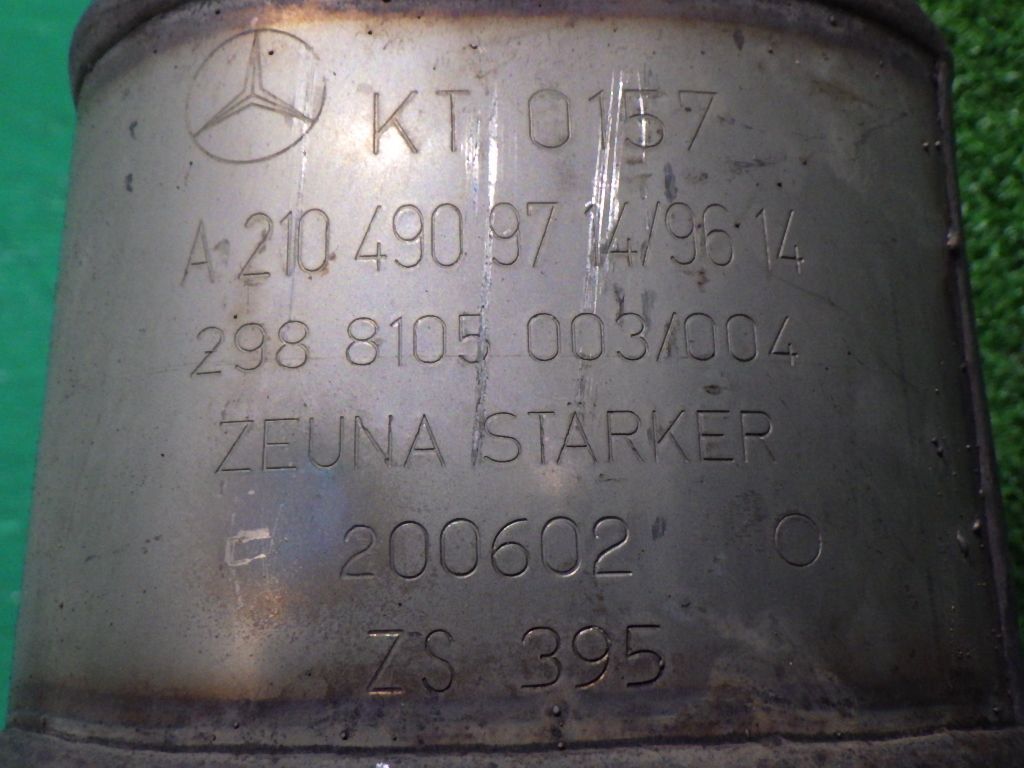 KT 0157
A 210 490 97 14/96 14
298 8105 003/004
ZEUNA STÄRKER
200602 O
ZS 395